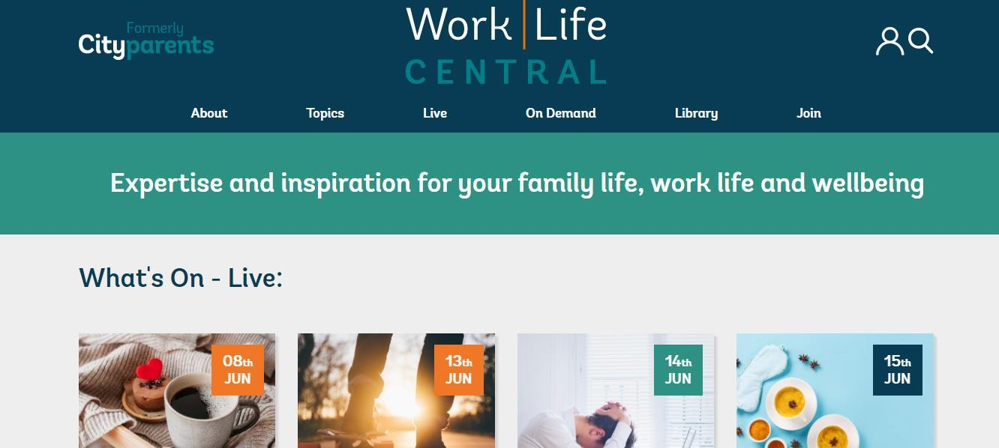 Formerly
Cityparents
Work Life
CENTRAL
About Topics Live On Demand Library Join
Expertise and inspiration for your family life, work life and wellbeing
What's On - Live:
08th
JUN
13th
JUN
14th
JUN
15th
JUN